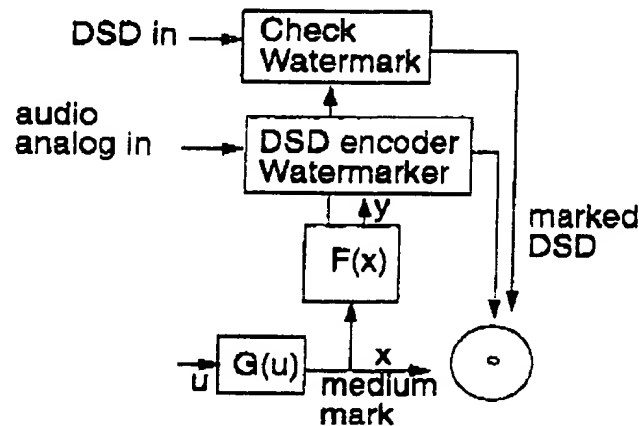 DSD in
Check
Watermark
audio
analog in
DSD encoder
Watermarker
y
marked
DSD
F(x)
u
G(u)
x
medium
mark